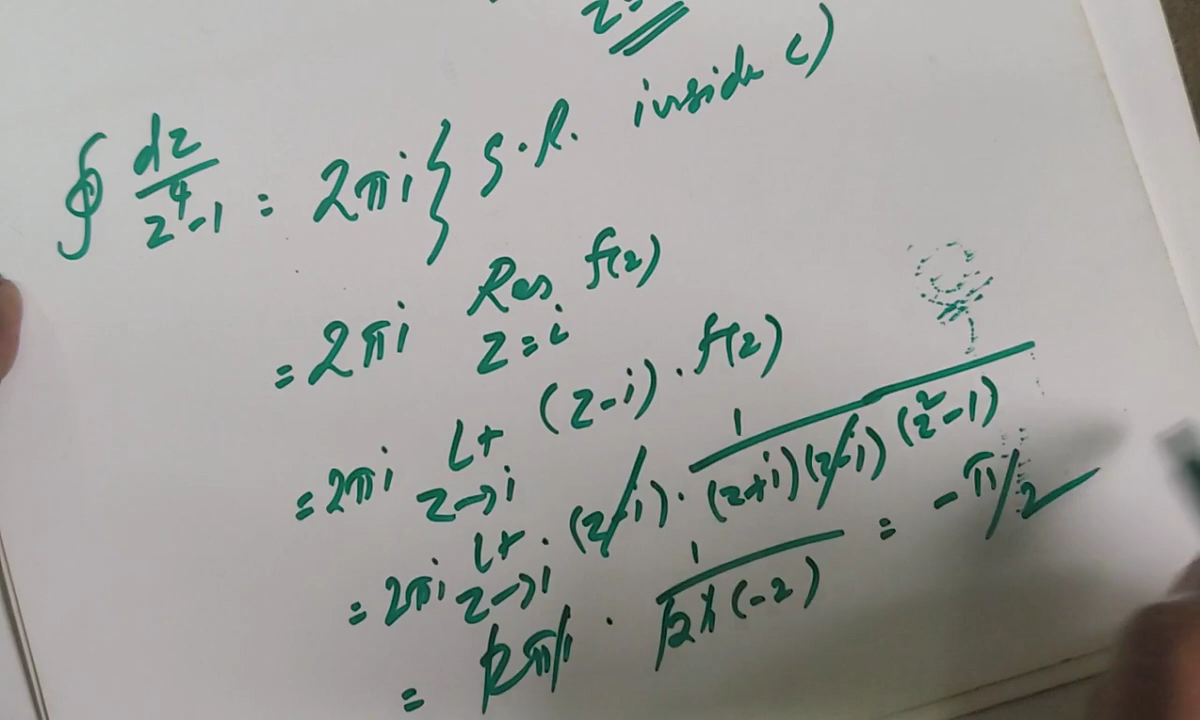 ∮ dz/(z⁴-1) = 2πi { S.R. inside C)
= 2πi Res f(z)
z=i
= 2πi Lt (z-i) . f(z)
z→i
= 2πi Lt . (z-i) . 1/((z+i)(z-i)(z²-1))
z→i
= 2πi . 1/(2i(-2)) = -π/2